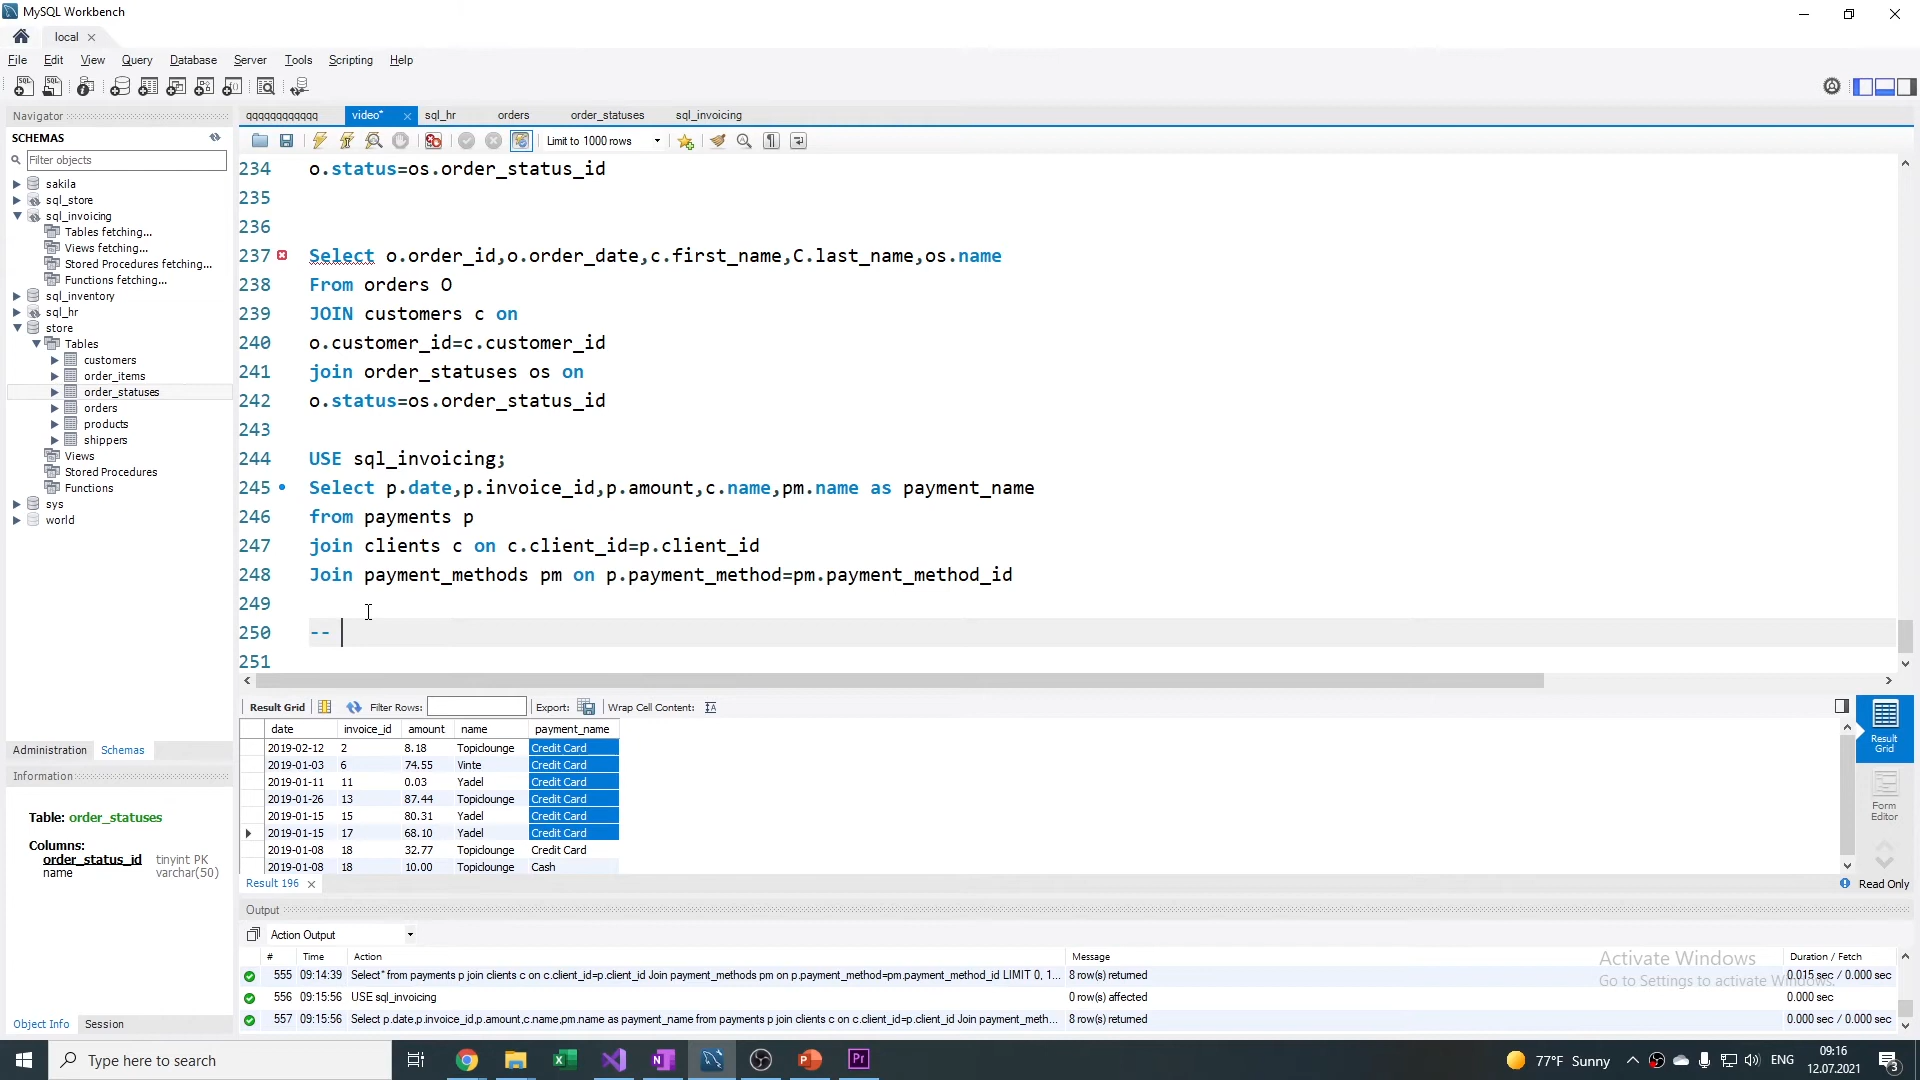 MySQL Workbench
local
File Edit View Query Database Server Tools Scripting Help
Navigator
SCHEMAS
Filter objects
sakila
sql_store
sql_invoicing
Tables fetching...
Views fetching...
Stored Procedures fetching...
Functions fetching...
sql_inventory
sql_hr
store
Tables
customers
order_items
order_statuses
orders
products
shippers
Views
Stored Procedures
Functions
sys
world
Administration Schemas
Information
Table: order_statuses
Columns:
order_status_id tinyint PK
name varchar(50)
Object Info Session
qqqqqqqqqqqq video* sql_hr orders order_statuses sql_invoicing
Limit to 1000 rows
234 o.status=os.order_status_id
235
236
237 Select o.order_id,o.order_date,c.first_name,C.last_name,os.name
238 From orders O
239 JOIN customers c on
240 o.customer_id=c.customer_id
241 join order_statuses os on
242 o.status=os.order_status_id
243
244 USE sql_invoicing;
245 Select p.date,p.invoice_id,p.amount,c.name,pm.name as payment_name
246 from payments p
247 join clients c on c.client_id=p.client_id
248 Join payment_methods pm on p.payment_method=pm.payment_method_id
249
250 --
251
Result Grid Filter Rows: Export: Wrap Cell Content:
date invoice_id amount name payment_name
2019-02-12 2 8.18 Topiclounge Credit Card
2019-01-03 6 74.55 Vinte Credit Card
2019-01-11 11 0.03 Yadel Credit Card
2019-01-26 13 87.44 Topiclounge Credit Card
2019-01-15 15 80.31 Yadel Credit Card
2019-01-15 17 68.10 Yadel Credit Card
2019-01-08 18 32.77 Topiclounge Credit Card
2019-01-08 18 10.00 Topiclounge Cash
Result Grid
Form Editor
Result 196
Read Only
Output
Action Output
# Time Action Message Duration / Fetch
555 09:14:39 Select* from payments p join clients c on c.client_id=p.client_id Join payment_methods pm on p.payment_method=pm.payment_method_id LIMIT 0, 1... 8 row(s) returned 0.015 sec / 0.000 sec
556 09:15:56 USE sql_invoicing 0 row(s) affected 0.000 sec
557 09:15:56 Select p.date,p.invoice_id,p.amount,c.name,pm.name as payment_name from payments p join clients c on c.client_id=p.client_id Join payment_meth... 8 row(s) returned 0.000 sec / 0.000 sec
Activate Windows
Go to Settings to activate Windows.
Type here to search
77°F Sunny
ENG
09:16
12.07.2021
3